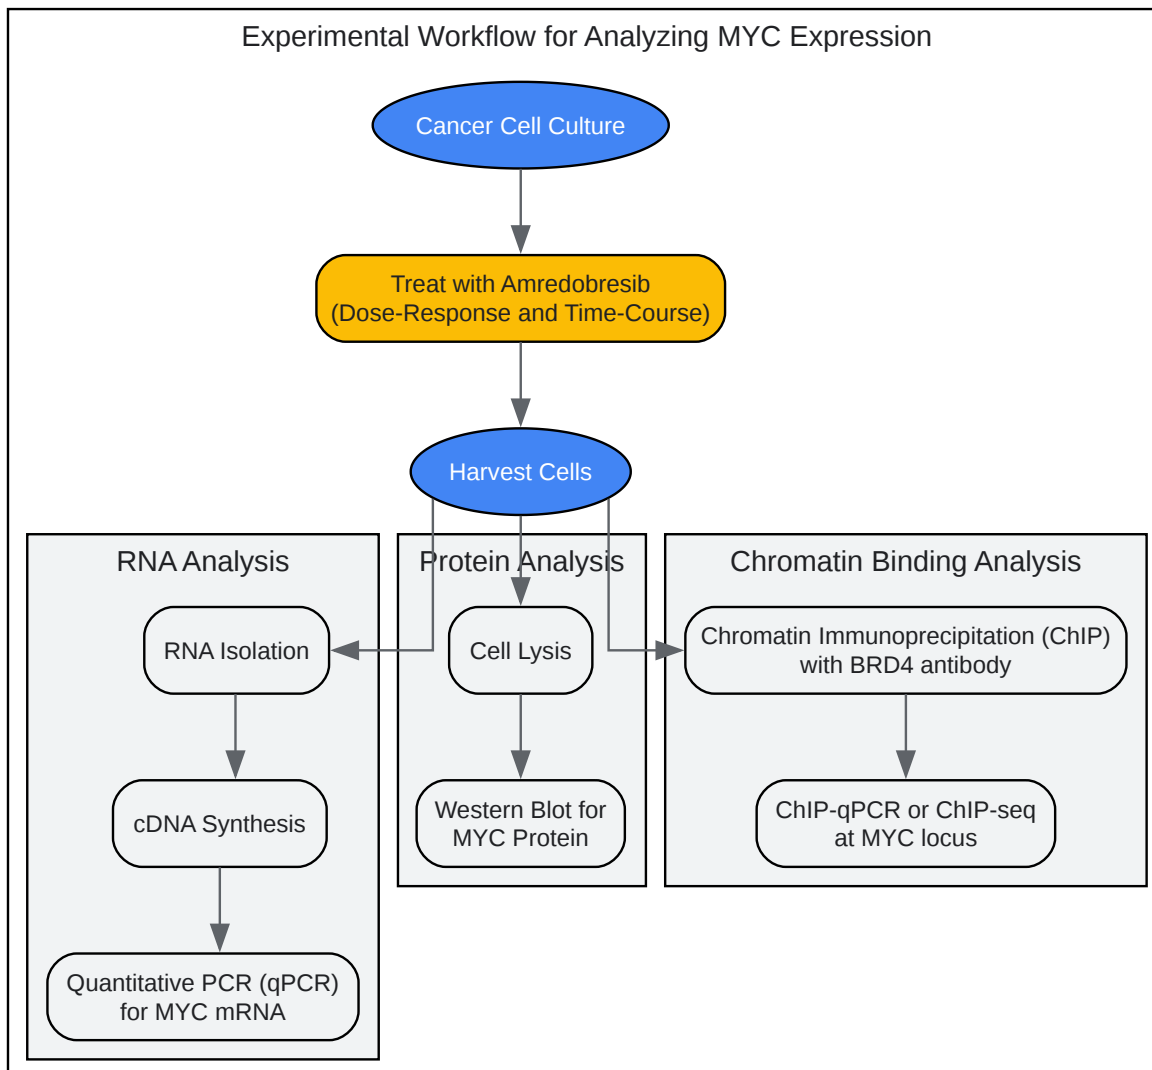 Experimental Workflow for Analyzing MYC Expression
Cancer Cell Culture
Treat with Amredobresib
(Dose-Response and Time-Course)
Harvest Cells
RNA Analysis
RNA Isolation
cDNA Synthesis
Quantitative PCR (qPCR)
for MYC mRNA
Protein Analysis
Cell Lysis
Western Blot for
MYC Protein
Chromatin Binding Analysis
Chromatin Immunoprecipitation (ChIP)
with BRD4 antibody
ChIP-qPCR or ChIP-seq
at MYC locus